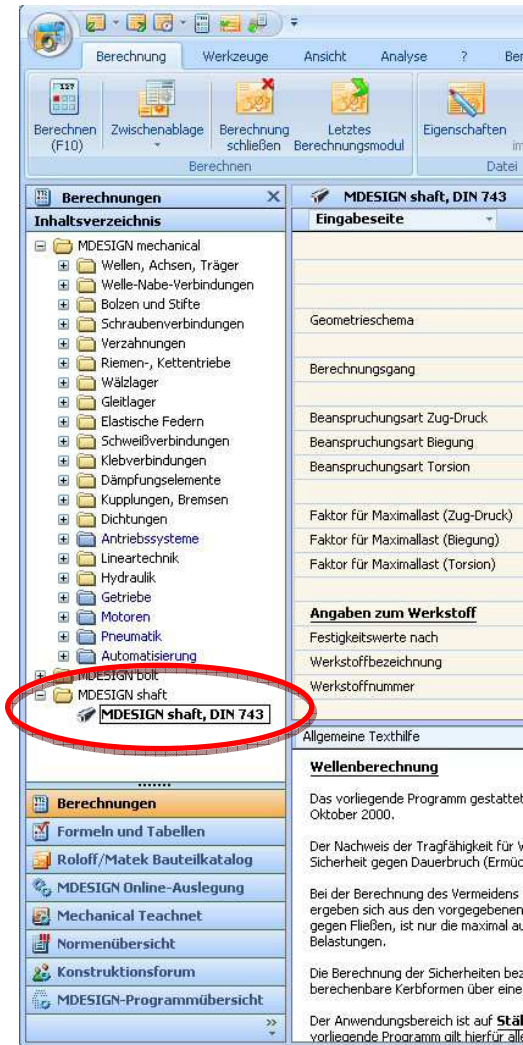 Berechnung Werkzeuge Ansicht Analyse ?
Berechnen (F10)
Zwischenablage
Berechnung schließen
Letztes Berechnungsmodul
Eigenschaften
Berechnen
Datei
Berechnungen X
Inhaltsverzeichnis
MDESIGN mechanical
Wellen, Achsen, Träger
Welle-Nabe-Verbindungen
Bolzen und Stifte
Schraubenverbindungen
Verzahnungen
Riemen-, Kettentriebe
Wälzlager
Gleitlager
Elastische Federn
Schweißverbindungen
Klebverbindungen
Dämpfungselemente
Kupplungen, Bremsen
Dichtungen
Antriebssysteme
Lineartechnik
Hydraulik
Getriebe
Motoren
Pneumatik
Automatisierung
MDESIGN bolt
MDESIGN shaft
MDESIGN shaft, DIN 743
Berechnungen
Formeln und Tabellen
Roloff/Matek Bauteilkatalog
MDESIGN Online-Auslegung
Mechanical Teachnet
Normenübersicht
Konstruktionsforum
MDESIGN-Programmübersicht
MDESIGN shaft, DIN 743
Eingabeseite
Geometrieschema
Berechnungsgang
Beanspruchungsart Zug-Druck
Beanspruchungsart Biegung
Beanspruchungsart Torsion
Faktor für Maximallast (Zug-Druck)
Faktor für Maximallast (Biegung)
Faktor für Maximallast (Torsion)
Angaben zum Werkstoff
Festigkeitswerte nach
Werkstoffbezeichnung
Werkstoffnummer
Allgemeine Texthilfe
Wellenberechnung
Das vorliegende Programm gestattet
Oktober 2000.
Der Nachweis der Tragfähigkeit für
Sicherheit gegen Dauerbruch (Ermüd
Bei der Berechnung des Vermeidens
ergeben sich aus den vorgegebenen
gegen Fließen, ist nur die maximal au
Belastungen.
Die Berechnung der Sicherheiten bez
berechenbare Kerbformen über eine
Der Anwendungsbereich ist auf Stäh
vorliegende Programm gilt hierfür alle